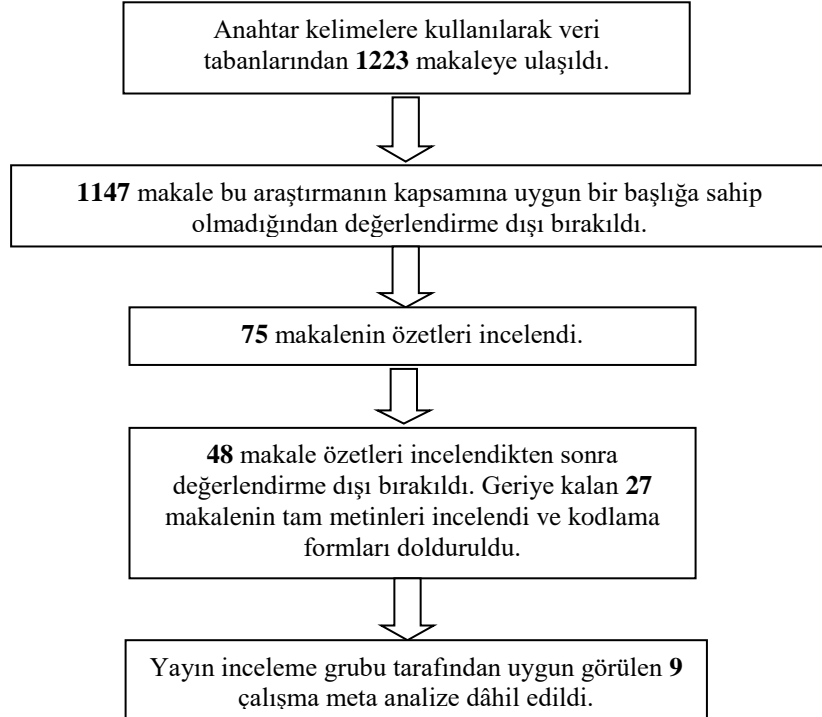 Anahtar kelimelere kullanılarak veri
tabanlarından 1223 makaleye ulaşıldı.
1147 makale bu araştırmanın kapsamına uygun bir başlığa sahip
olmadığından değerlendirme dışı bırakıldı.
75 makalenin özetleri incelendi.
48 makale özetleri incelendikten sonra
değerlendirme dışı bırakıldı. Geriye kalan 27
makalenin tam metinleri incelendi ve kodlama
formları dolduruldu.
Yayın inceleme grubu tarafından uygun görülen 9
çalışma meta analize dâhil edildi.